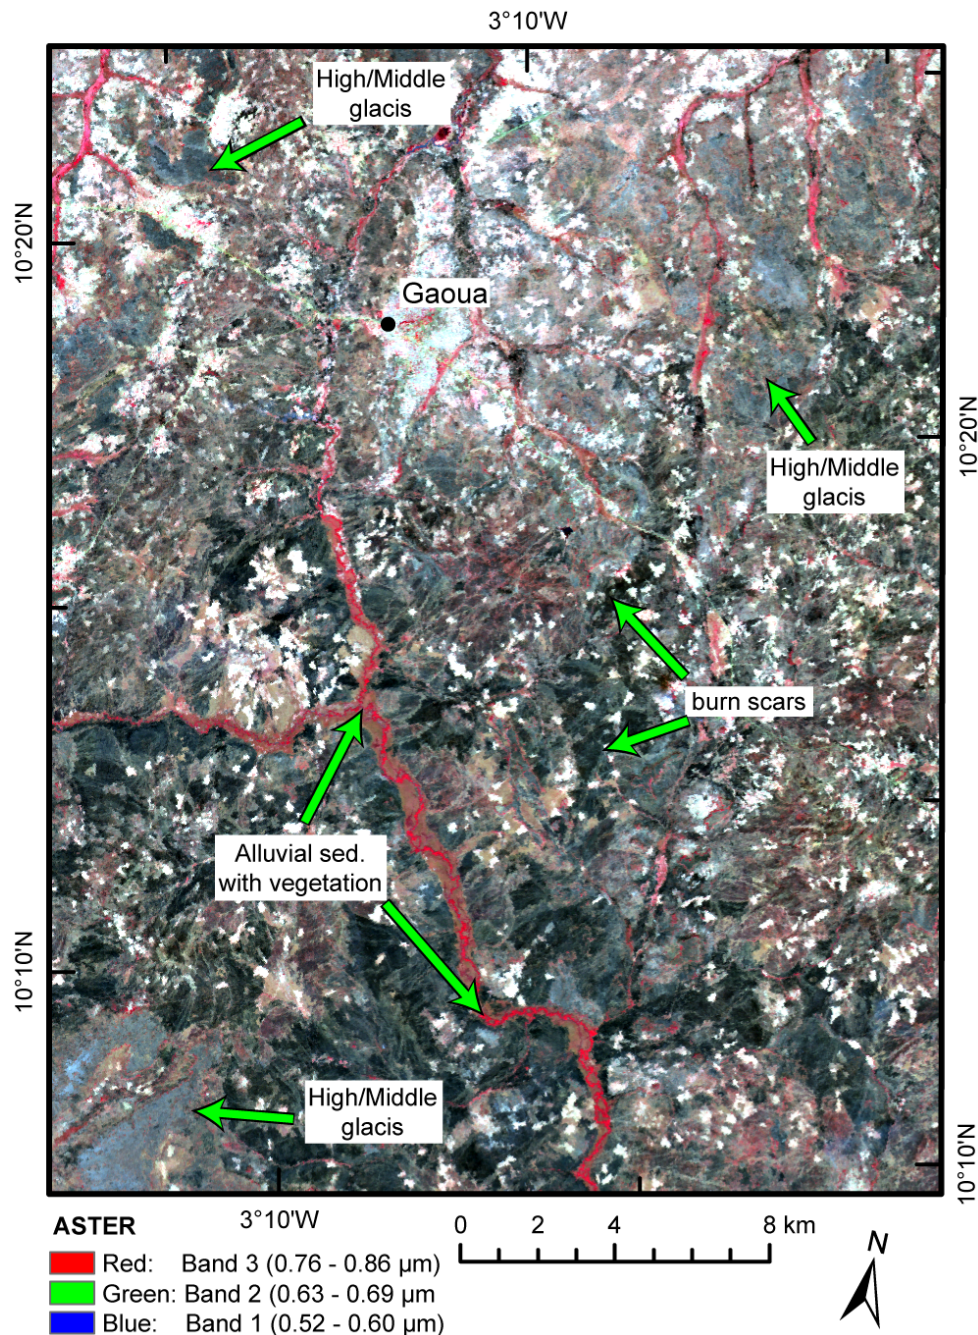 3°10'W
High/Middle
glacis
10°20'N
Gaoua
10°20'N
High/Middle
glacis
burn scars
Alluvial sed.
with vegetation
10°10'N
High/Middle
glacis
10°10'N
3°10'W
ASTER
0 2 4 8 km
N
Red: Band 3 (0.76 - 0.86 µm)
Green: Band 2 (0.63 - 0.69 µm
Blue: Band 1 (0.52 - 0.60 µm)